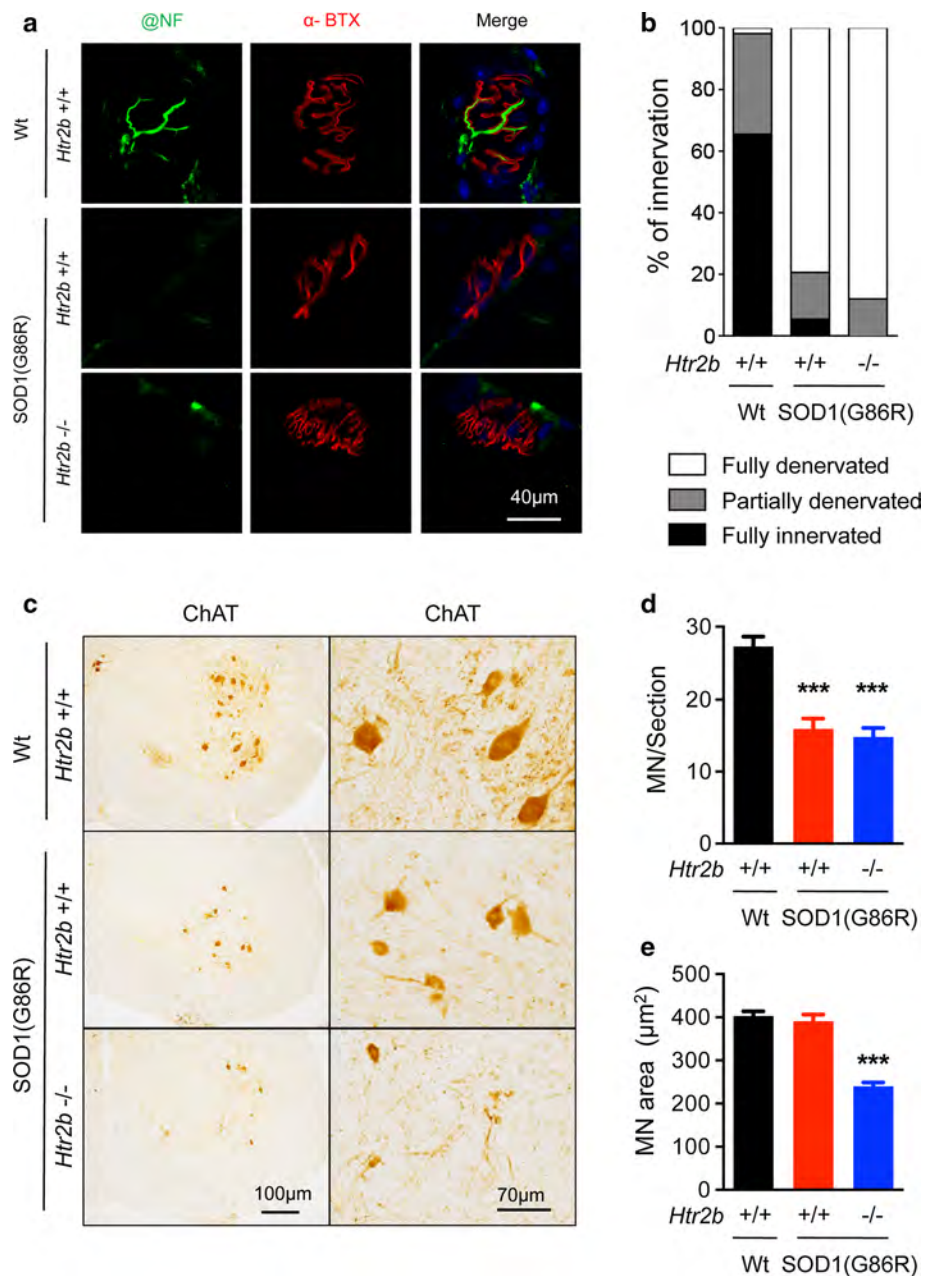 a
@NF α- BTX Merge
Wt
Htr2b +/+
SOD1(G86R)
Htr2b +/+
Htr2b -/-
40µm
b
% of innervation
100
80
60
40
20
0
Htr2b +/+ +/+ -/-
Wt SOD1(G86R)
Fully denervated
Partially denervated
Fully innervated
c
ChAT ChAT
Wt
Htr2b +/+
SOD1(G86R)
Htr2b +/+
Htr2b -/-
100µm 70µm
d
MN/Section
30
20
10
0
*** ***
Htr2b +/+ +/+ -/-
Wt SOD1(G86R)
e
MN area (µm²)
500
400
300
200
100
0
***
Htr2b +/+ +/+ -/-
Wt SOD1(G86R)